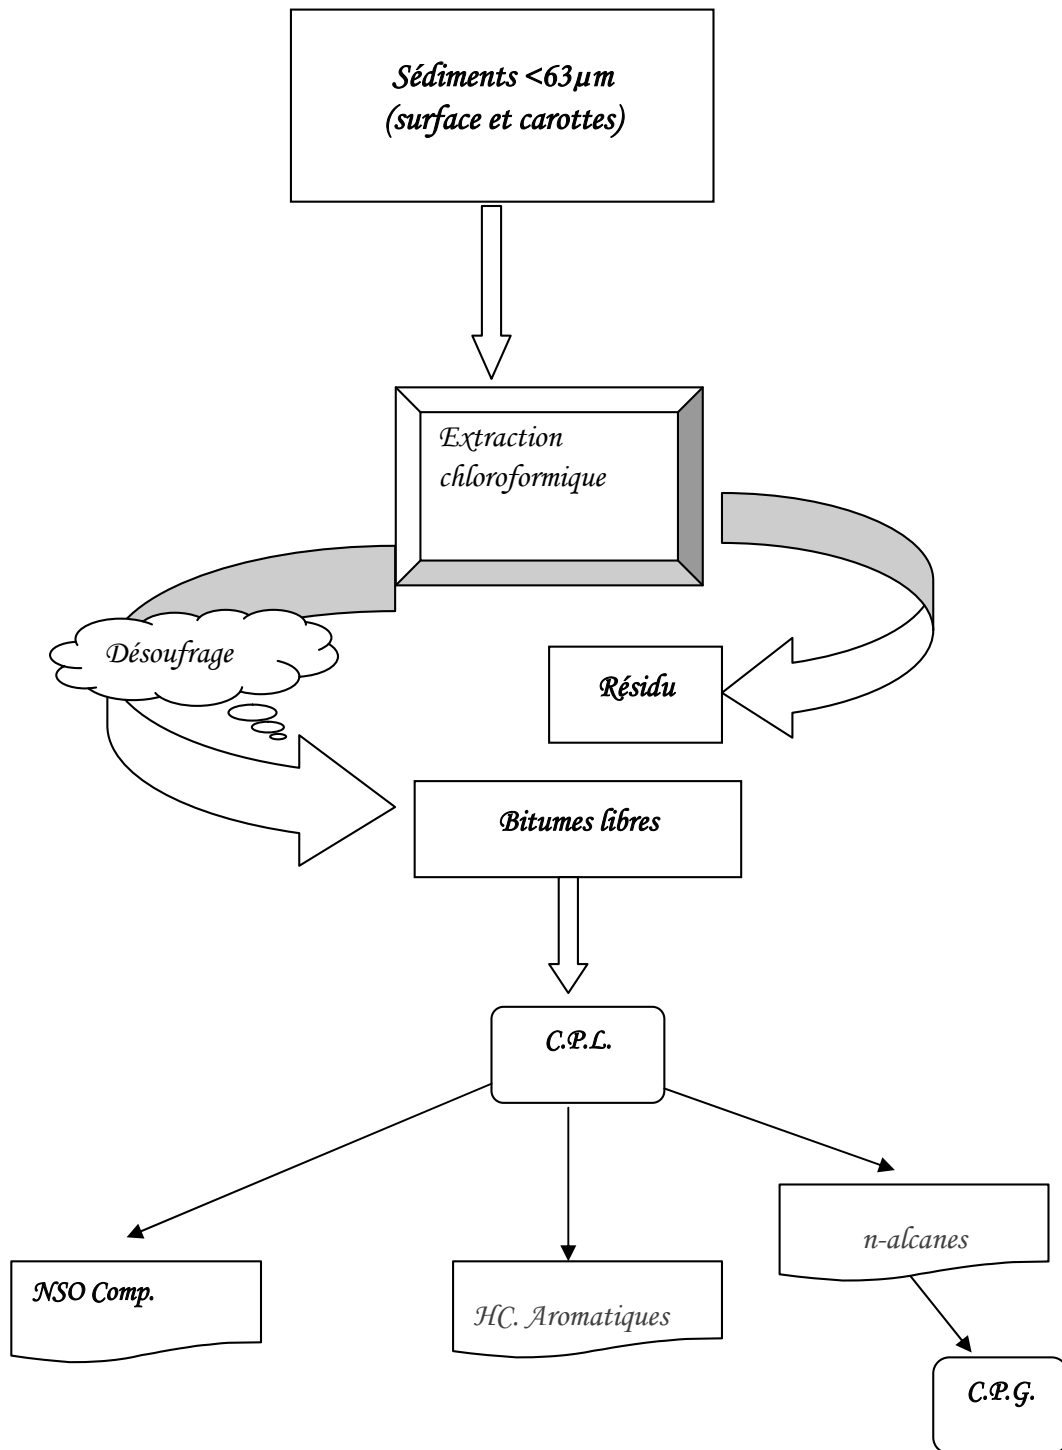 Sédiments <63µm
(surface et carottes)
Extraction
chloroformique
Désoufrage
Résidu
Bitumes libres
C.P.L.
n-alcanes
NSO Comp.
HC. Aromatiques
C.P.G.